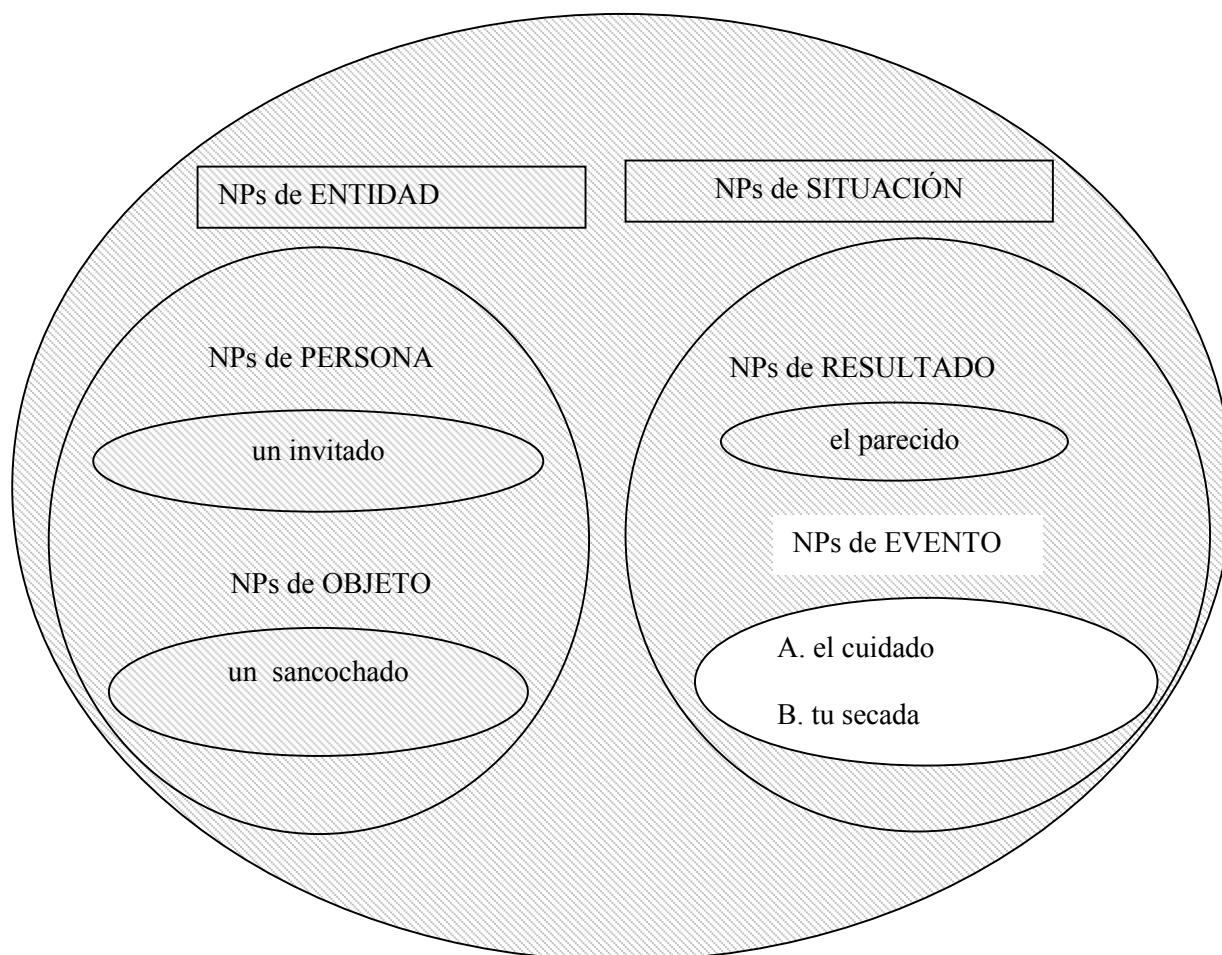 NPs de ENTIDAD
NPs de SITUACIÓN
NPs de PERSONA
un invitado
NPs de OBJETO
un sancochado
NPs de RESULTADO
el parecido
NPs de EVENTO
A. el cuidado
B. tu secada